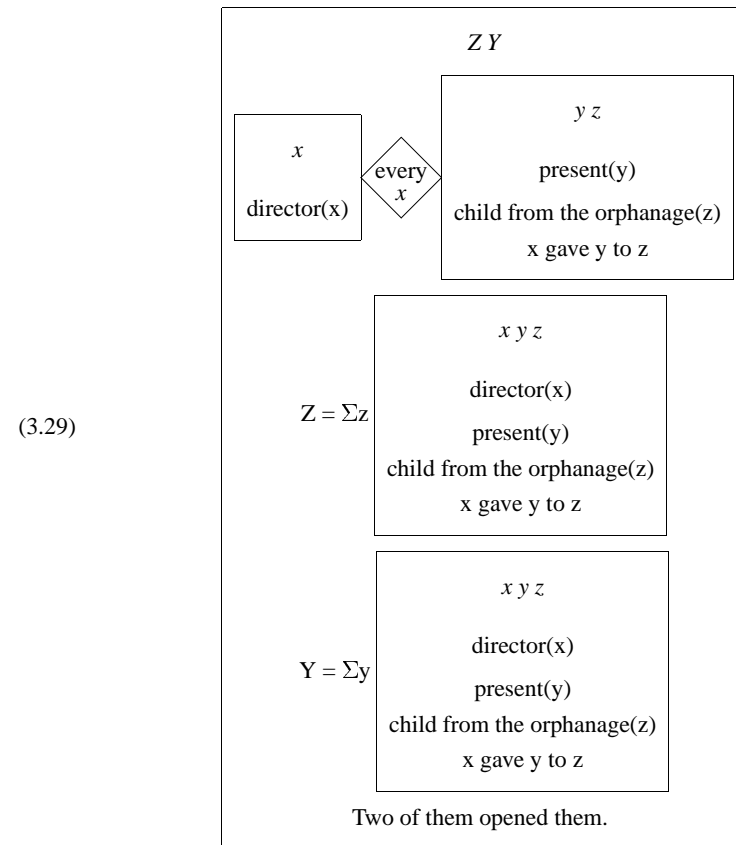 Z Y
x
director(x)
every
x
y z
present(y)
child from the orphanage(z)
x gave y to z
(3.29)
Z = Σz
x y z
director(x)
present(y)
child from the orphanage(z)
x gave y to z
Y = Σy
x y z
director(x)
present(y)
child from the orphanage(z)
x gave y to z
Two of them opened them.